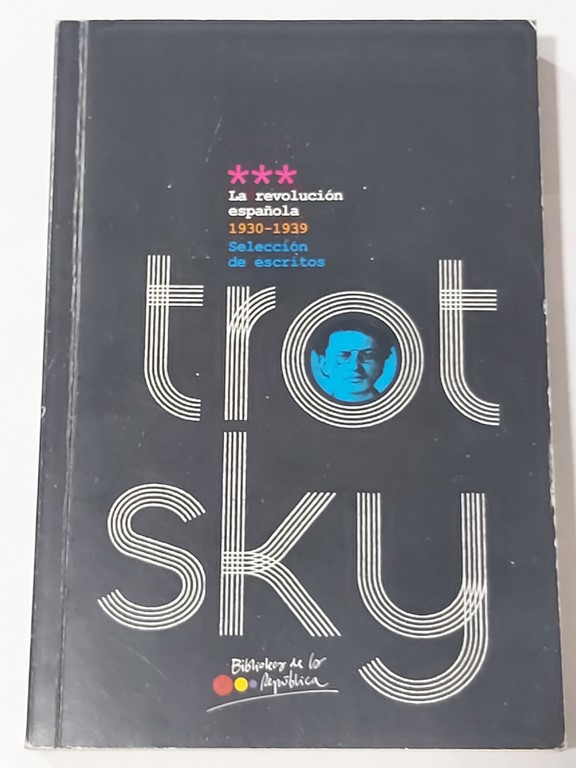 ***
La revolución
española
1930-1939
Selección
de escritos
trot
sky
Biblioteca de la
República